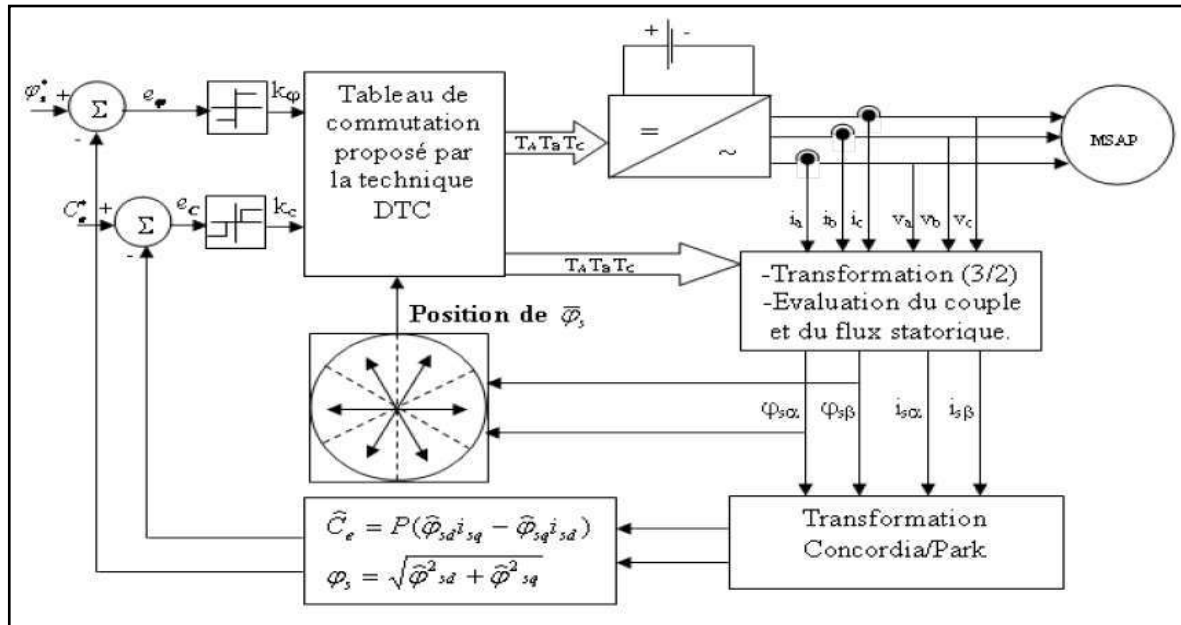 φ*s + Σ - eφ kφ
C*e + Σ - ec kc
Tableau de
commutation
proposé par
la technique
DTC
TA TB TC
TA TB TC
+ -
=
~
MSAP
ia ib ic va vb vc
-Transformation (3/2)
-Evaluation du couple
et du flux statorique.
Position de φ̄s
φsα φsβ isα isβ
Transformation
Concordia/Park
Ĉe = P(φ̂sd isq − φ̂sq isd)
φs = √(φ̂²sd + φ̂²sq)